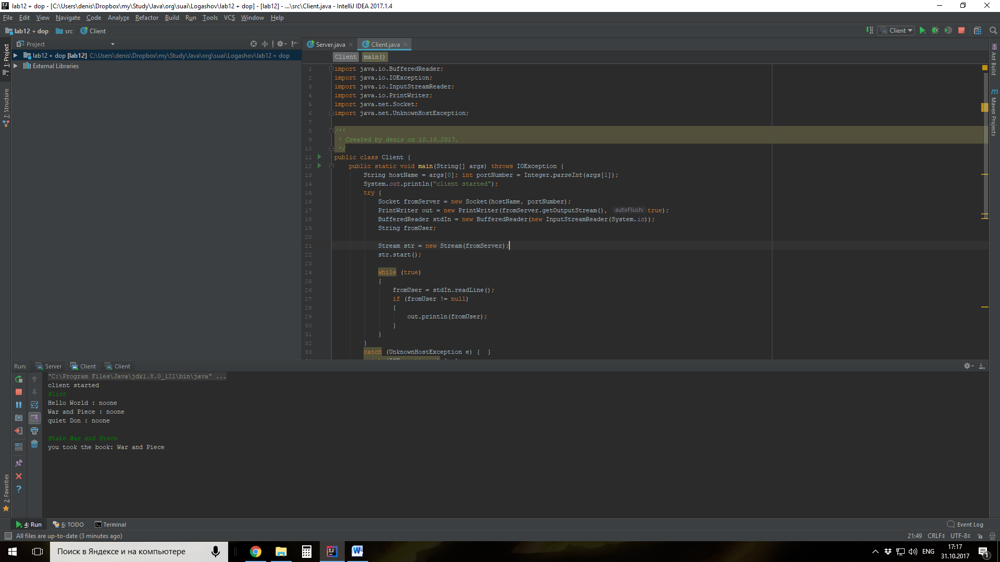 lab12 + dop - [C:\Users\denis\Dropbox\my\Study\Java\org\suai\Logashov\lab12 + dop] - [lab12] - ...\src\Client.java - IntelliJ IDEA 2017.1.4
File Edit View Navigate Code Analyze Refactor Build Run Tools VCS Window Help
lab12 + dop src Client
Client
Project
Server.java Client.java
1: Project
lab12 + dop [lab12] C:\Users\denis\Dropbox\my\Study\Java\org\suai\Logashov\lab12 + dop
External Libraries
7: Structure
Ant Build
Maven Projects
Client main()
1 import java.io.BufferedReader;
2 import java.io.IOException;
3 import java.io.InputStreamReader;
4 import java.io.PrintWriter;
5 import java.net.Socket;
6 import java.net.UnknownHostException;
7
8 /**
9 * Created by denis on 10.10.2017.
10 */
11 public class Client {
12 public static void main(String[] args) throws IOException {
13 String hostName = args[0]; int portNumber = Integer.parseInt(args[1]);
14 System.out.println("client started");
15 try {
16 Socket fromServer = new Socket(hostName, portNumber);
17 PrintWriter out = new PrintWriter(fromServer.getOutputStream(), autoFlush: true);
18 BufferedReader stdIn = new BufferedReader(new InputStreamReader(System.in));
19 String fromUser;
20
21 Stream str = new Stream(fromServer);
22 str.start();
23
24 while (true)
25 {
26 fromUser = stdIn.readLine();
27 if (fromUser != null)
28 {
29 out.println(fromUser);
30 }
31 }
32 }
33 catch (UnknownHostException e) { }
Run: Server Client Client
"C:\Program Files\Java\jdk1.8.0_121\bin\java" ...
client started
@list
Hello World : noone
War and Piece : noone
quiet Don : noone
@take War and Piece
you took the book: War and Piece
2: Favorites
4: Run 6: TODO Terminal Event Log
All files are up-to-date (3 minutes ago) 21:49 CRLF UTF-8
Поиск в Яндексе и на компьютере
ENG
17:17
31.10.2017
1